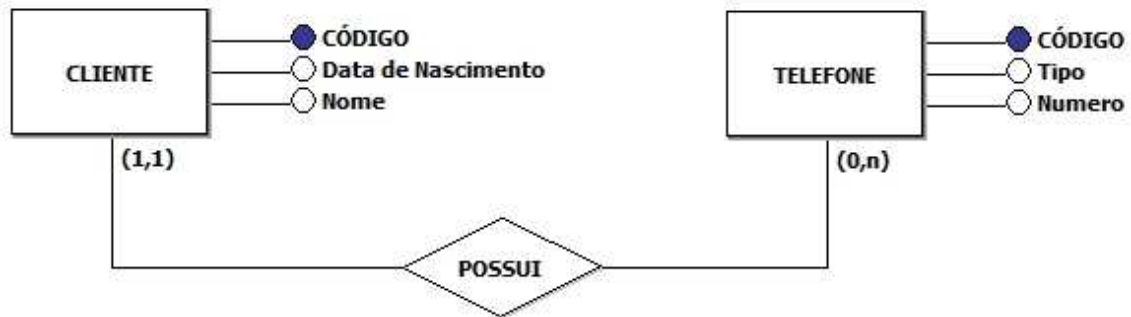 CLIENTE
CÓDIGO
Data de Nascimento
Nome
(1,1)
TELEFONE
CÓDIGO
Tipo
Numero
(0,n)
POSSUI